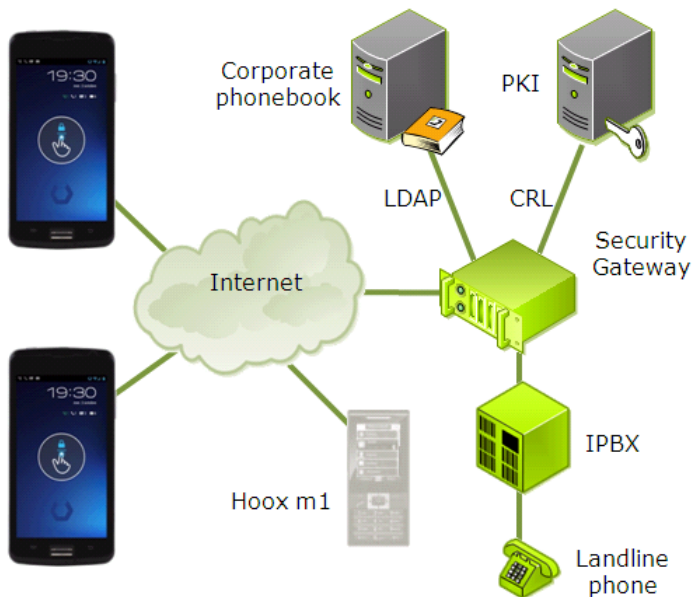 19:30
Corporate
phonebook
PKI
LDAP
CRL
Security
Gateway
Internet
19:30
IPBX
Hoox m1
Landline
phone